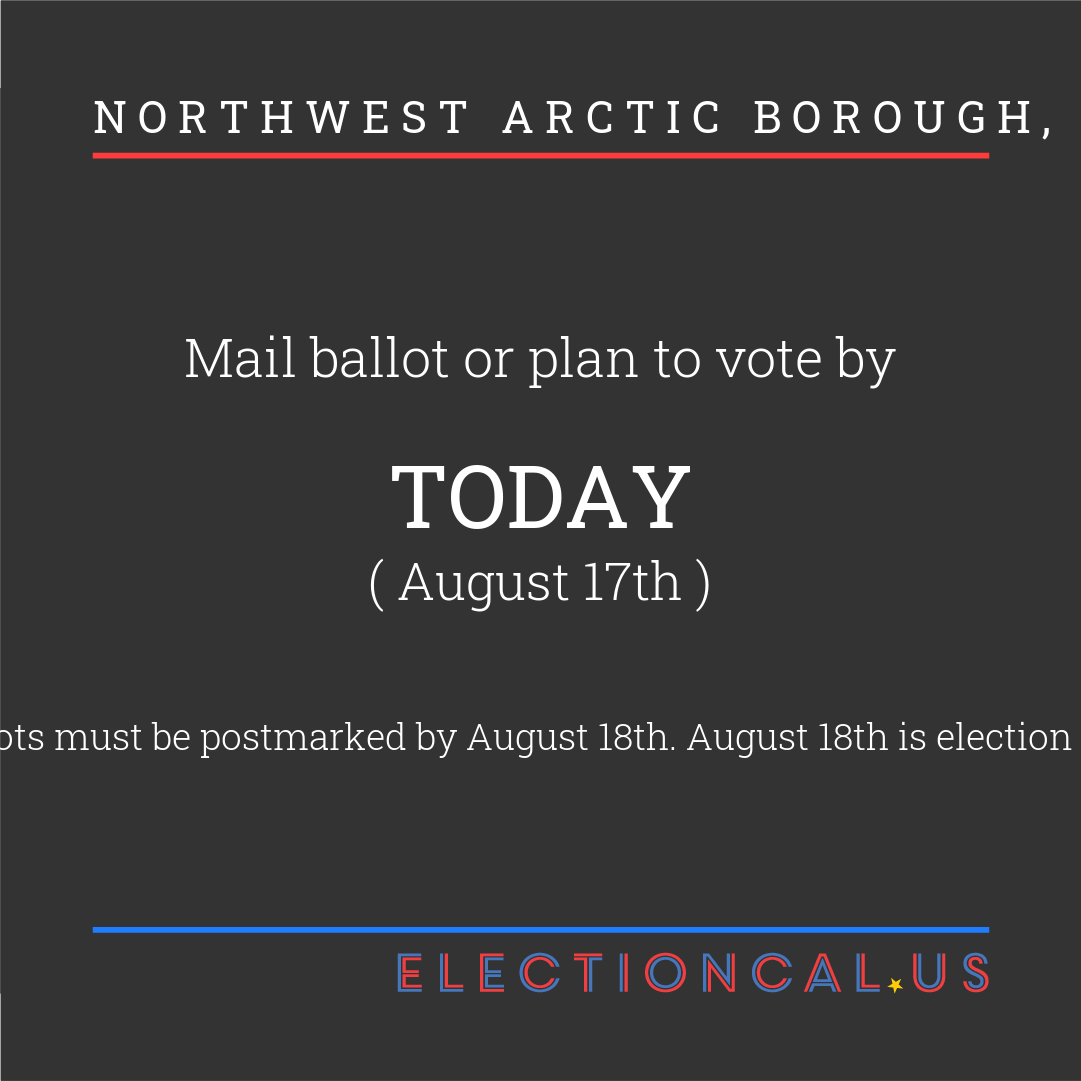 NORTHWEST ARCTIC BOROUGH,
Mail ballot or plan to vote by
TODAY
( August 17th )
ots must be postmarked by August 18th. August 18th is election
ELECTIONCAL.US